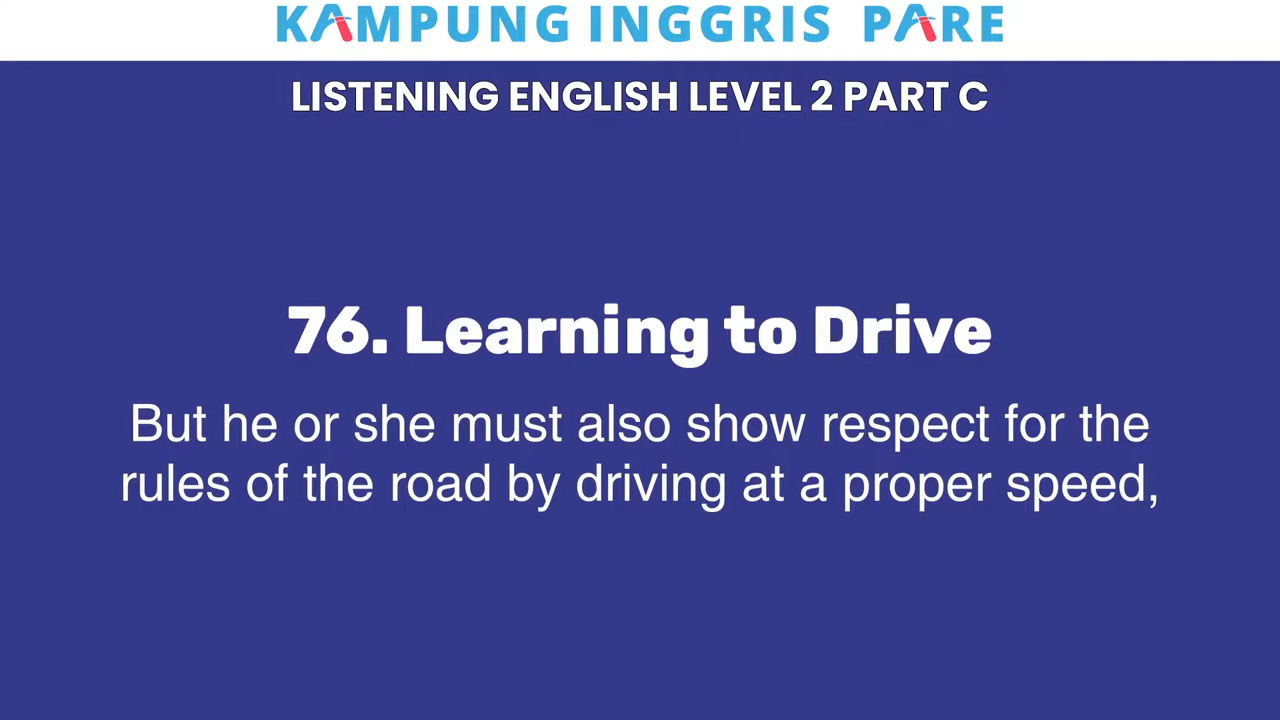 KAMPUNG INGGRIS PARE
LISTENING ENGLISH LEVEL 2 PART C
76. Learning to Drive
But he or she must also show respect for the
rules of the road by driving at a proper speed,